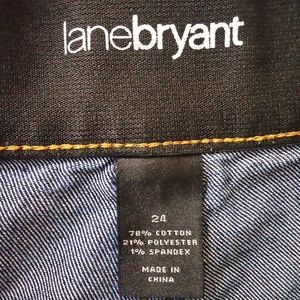 lanebryant
24
78% COTTON
21% POLYESTER
1% SPANDEX
MADE IN
CHINA